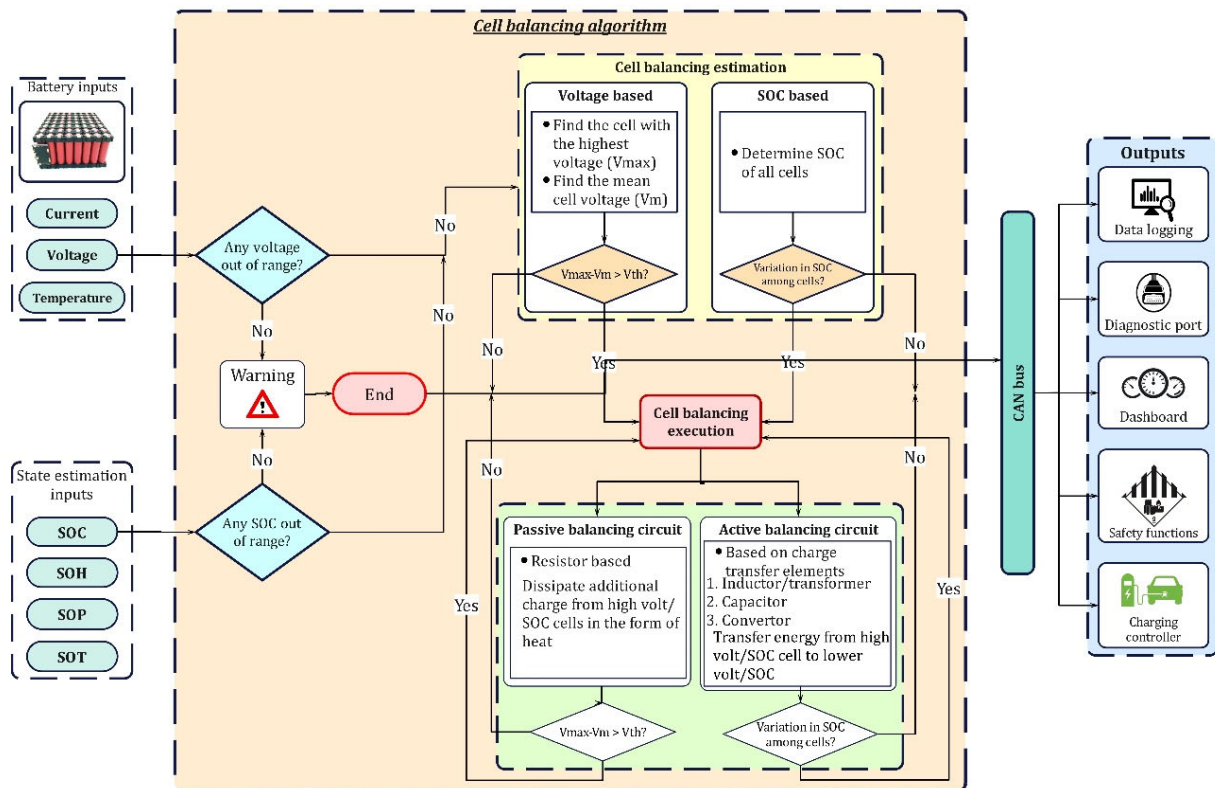 Cell balancing algorithm
Battery inputs
Current
Voltage
Temperature
State estimation
inputs
SOC
SOH
SOP
SOT
Any voltage
out of range?
No
No
Warning
!
End
No
Any SOC out
of range?
Cell balancing estimation
Voltage based
• Find the cell with
the highest
voltage (Vmax)
• Find the mean
cell voltage (Vm)
Vmax-Vm > Vth?
SOC based
• Determine SOC
of all cells
Variation in SOC
among cells?
No
Yes
Yes
No
Cell balancing
execution
No
No
Passive balancing circuit
• Resistor based
Dissipate additional
charge from high volt/
SOC cells in the form of
heat
Vmax-Vm > Vth?
Yes
Active balancing circuit
• Based on charge
transfer elements
1. Inductor/transformer
2. Capacitor
3. Convertor
Transfer energy from high
volt/SOC cell to lower
volt/SOC
Variation in SOC
among cells?
Yes
CAN bus
Outputs
Data logging
Diagnostic port
Dashboard
Safety functions
Charging
controller